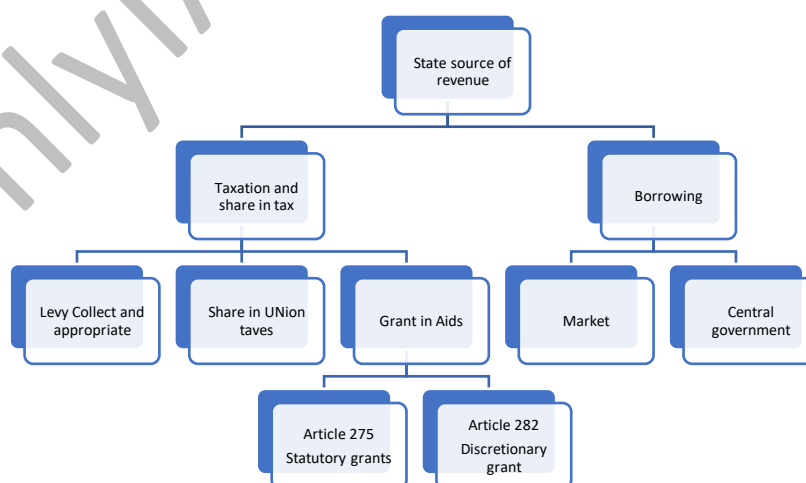 State source of
revenue
Taxation and
share in tax
Borrowing
Levy Collect and
appropriate
Share in UNion
taves
Grant in Aids
Market
Central
government
Article 275
Statutory grants
Article 282
Discretionary
grant